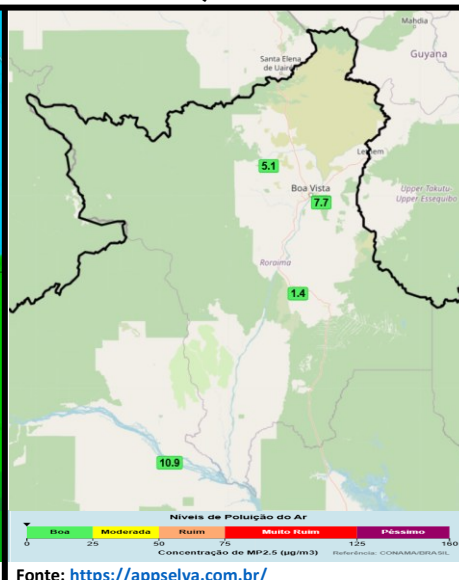 Mahdia
Guyana
Santa Elena
de Uairé
5.1
Boa Vista
7.7
Upper Takutu-
Upper Essequibo
Roraima
1.4
10.9
Níveis de Poluição do Ar
Boa Moderada Ruim Muito Ruim Péssimo
0 25 50 75 125 160
Concentração de MP2.5 (µg/m3) Referência: CONAMA/BRASIL
Fonte: https://appselva.com.br/